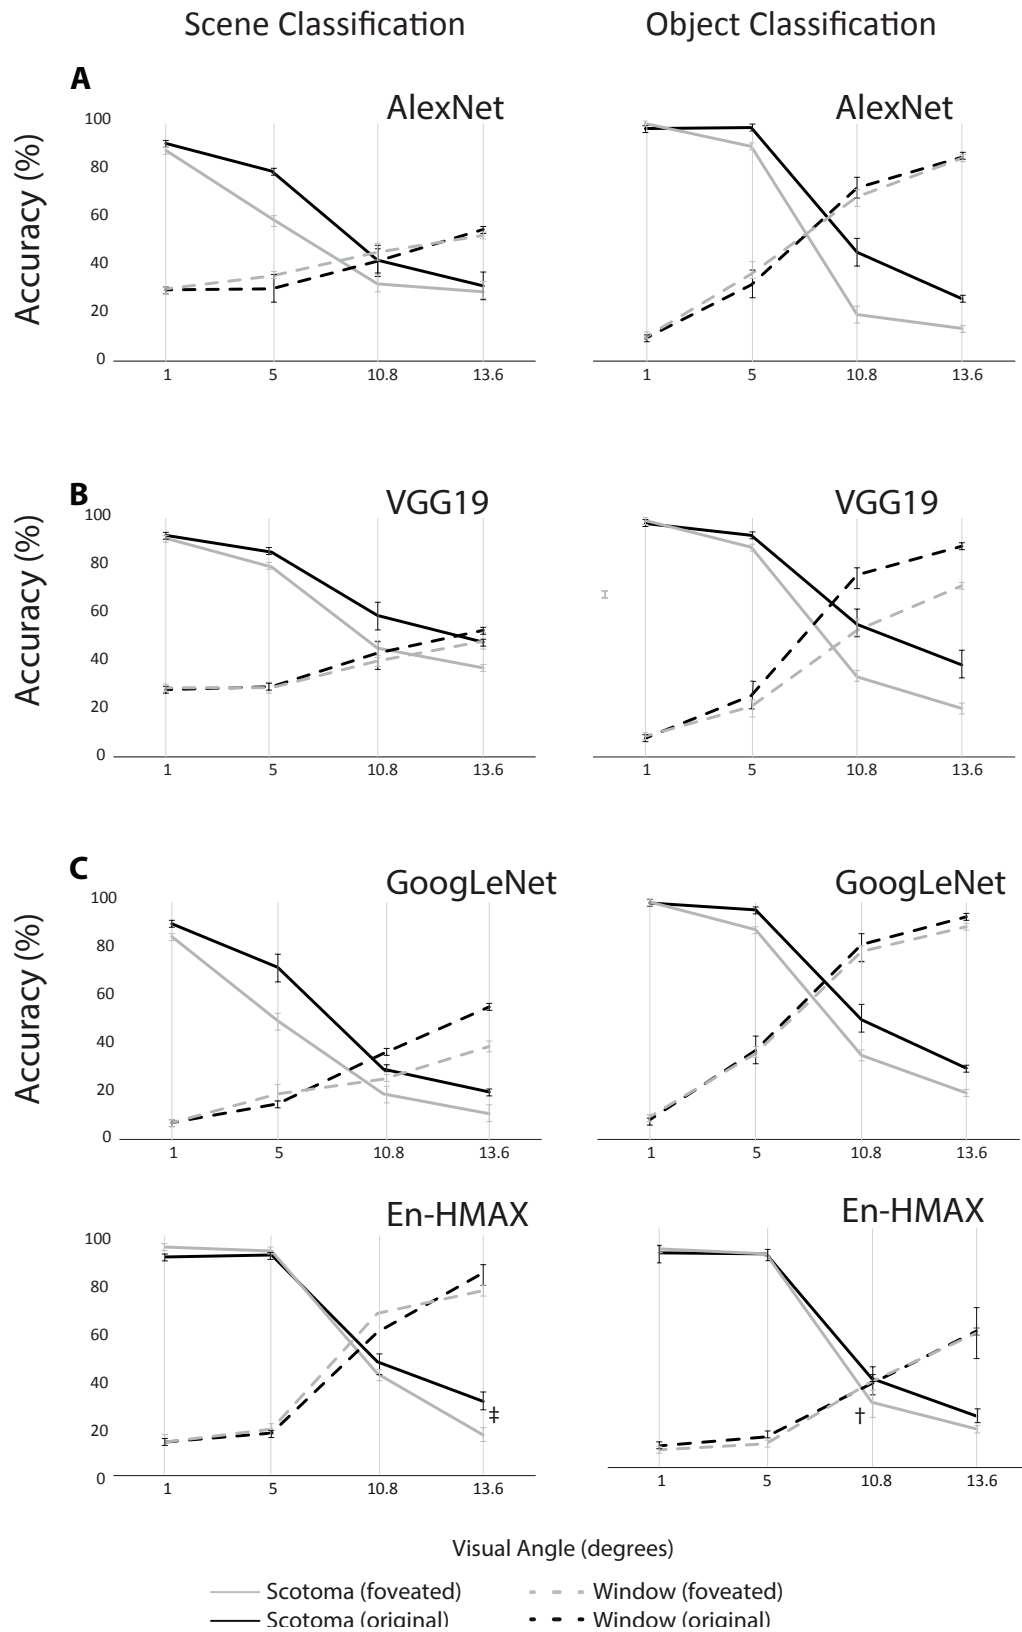 Scene Classification
Object Classification
A
AlexNet
AlexNet
Accuracy (%)
100
80
60
40
20
0
1 5 10.8 13.6
1 5 10.8 13.6
B
VGG19
VGG19
Accuracy (%)
100
80
60
40
20
0
1 5 10.8 13.6
1 5 10.8 13.6
C
GoogLeNet
GoogLeNet
Accuracy (%)
100
80
60
40
20
0
1 5 10.8 13.6
1 5 10.8 13.6
En-HMAX
En-HMAX
100
80
60
40
20
0
‡
†
1 5 10.8 13.6
1 5 10.8 13.6
Visual Angle (degrees)
Scotoma (foveated)
Window (foveated)
Scotoma (original)
Window (original)